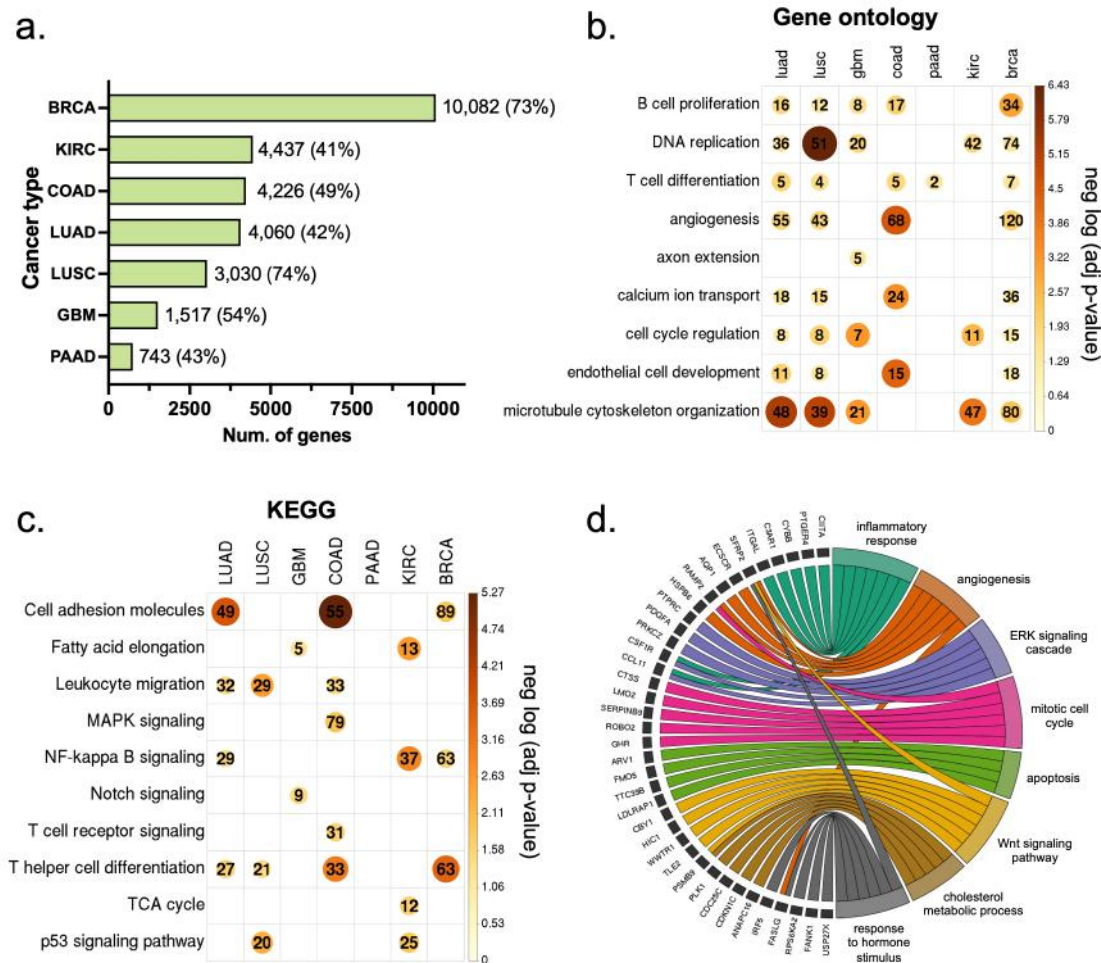 a.
Cancer type
BRCA
10,082 (73%)
KIRC
4,437 (41%)
COAD
4,226 (49%)
LUAD
4,060 (42%)
LUSC
3,030 (74%)
GBM
1,517 (54%)
PAAD
743 (43%)
0 2500 5000 7500 10000
Num. of genes
b.
Gene ontology
luad lusc gbm coad paad kirc brca
B cell proliferation 16 12 8 17 34
DNA replication 36 51 20 42 74
T cell differentiation 5 4 5 2 7
angiogenesis 55 43 68 120
axon extension 5
calcium ion transport 18 15 24 36
cell cycle regulation 8 8 7 11 15
endothelial cell development 11 8 15 18
microtubule cytoskeleton organization 48 39 21 47 80
6.43
5.79
5.15
4.5
3.86
3.22
2.57
1.93
1.29
0.64
0
neg log (adj p-value)
c.
KEGG
LUAD LUSC GBM COAD PAAD KIRC BRCA
Cell adhesion molecules 49 55 89
Fatty acid elongation 5 13
Leukocyte migration 32 29 33
MAPK signaling 79
NF-kappa B signaling 29 37 63
Notch signaling 9
T cell receptor signaling 31
T helper cell differentiation 27 21 33 63
TCA cycle 12
p53 signaling pathway 20 25
5.27
4.74
4.21
3.69
3.16
2.63
2.11
1.58
1.06
0.53
0
neg log (adj p-value)
d.
CIITA
PTGER4
CYBB
C3AR1
ITGAL
SFRP2
ECSCR
AQP1
RAMP2
HSPB6
PTPRC
PDGFA
PRKCZ
CSF1R
CCL11
CTSS
LMO2
SERPINB9
ROBO2
GHR
ARV1
FMO5
TTC39B
LDLRAP1
CBY1
HIC1
WWTR1
TLE2
PSMB9
PLK1
CDC25C
CDKN1C
ANAPC16
IRF5
FASLG
RPS6KA2
FANK1
USP27X
inflammatory
response
angiogenesis
ERK signaling
cascade
mitotic cell
cycle
apoptosis
Wnt signaling
pathway
cholesterol
metabolic process
response
to hormone
stimulus